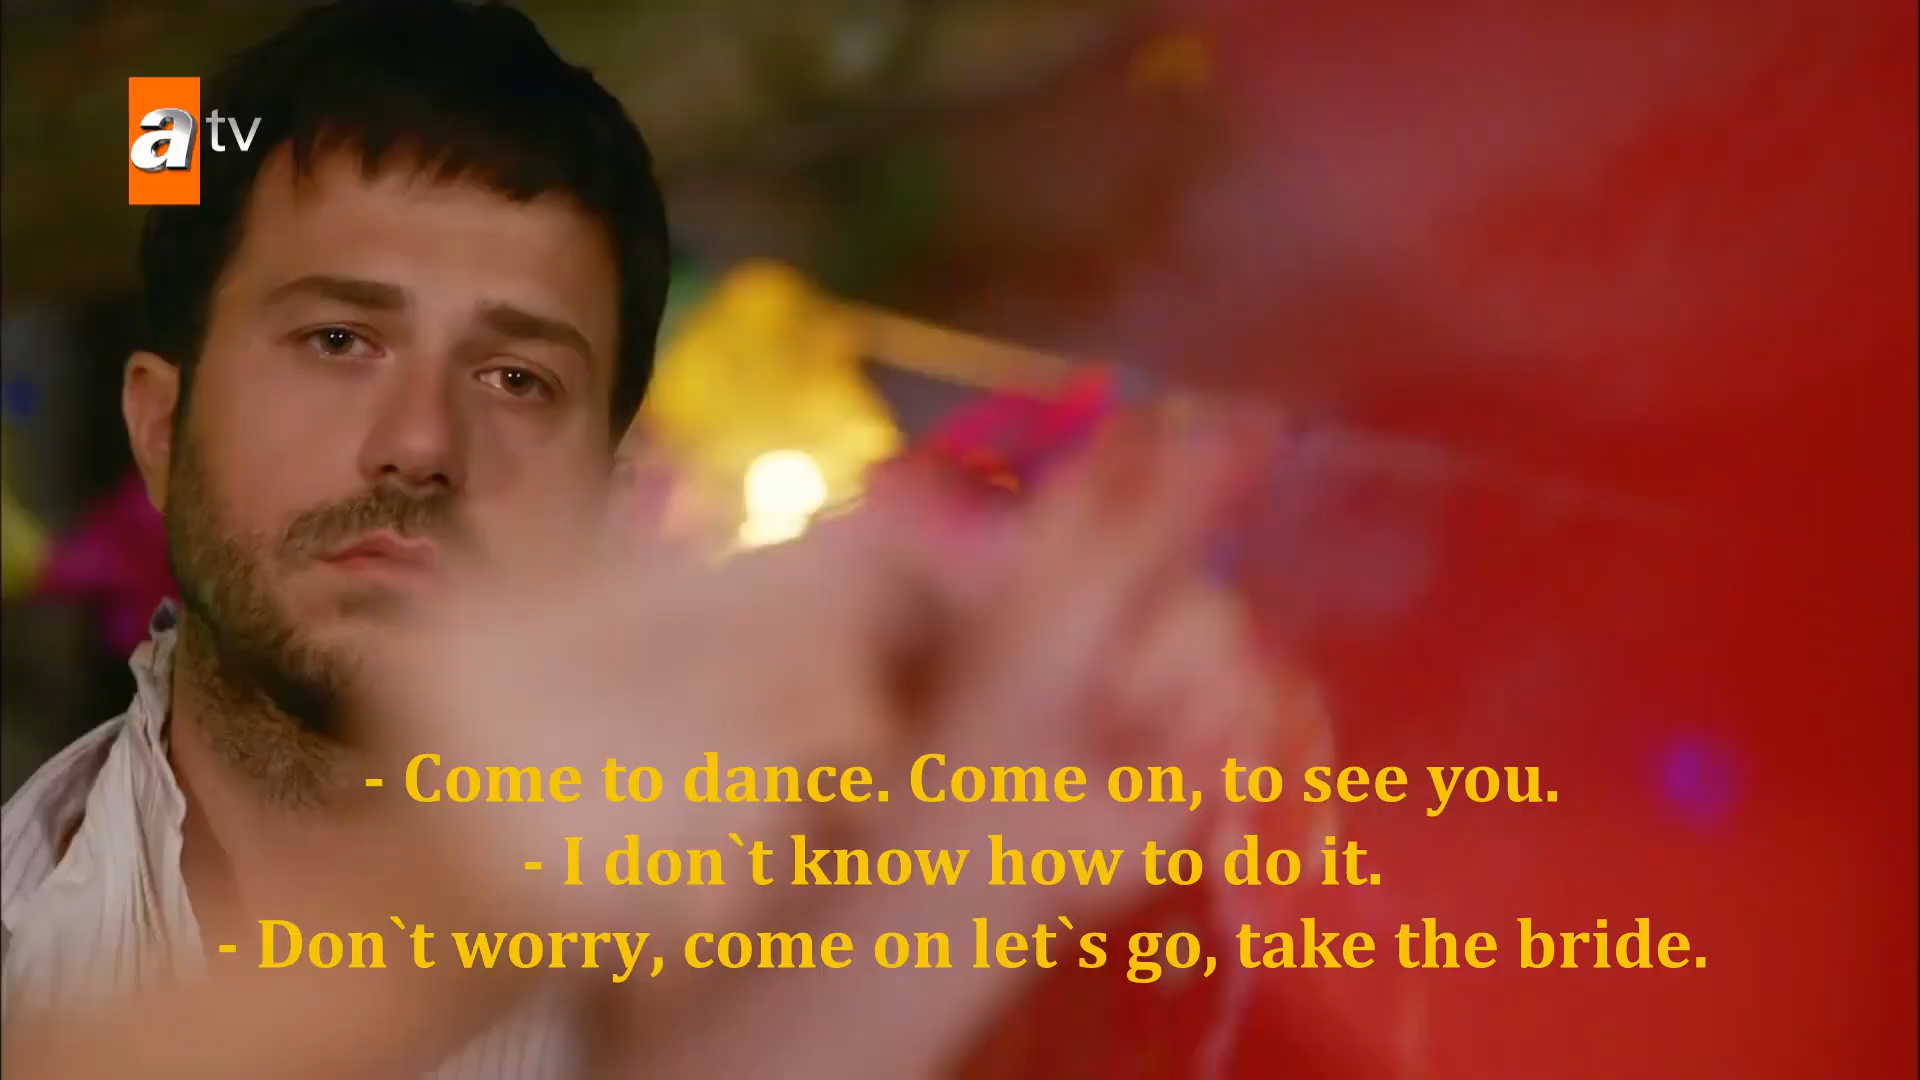 atv
- Come to dance. Come on, to see you.
- I don`t know how to do it.
- Don`t worry, come on let`s go, take the bride.